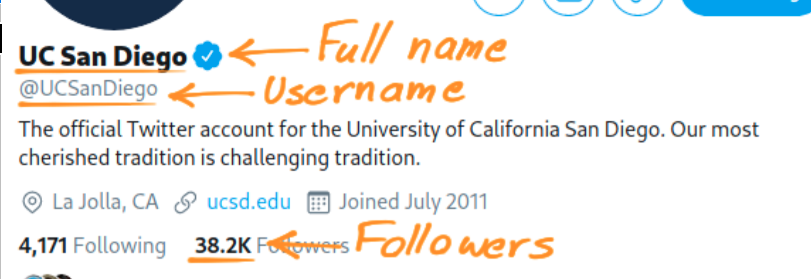 UC San Diego Full name
@UCSanDiego Username
The official Twitter account for the University of California San Diego. Our most
cherished tradition is challenging tradition.
La Jolla, CA ucsd.edu Joined July 2011
4,171 Following 38.2K Followers Followers